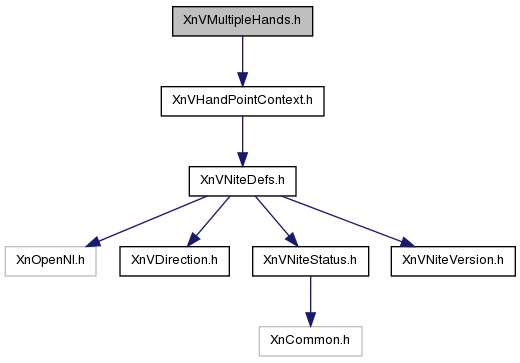 XnVMultipleHands.h
XnVHandPointContext.h
XnVNiteDefs.h
XnOpenNI.h
XnVDirection.h
XnVNiteStatus.h
XnVNiteVersion.h
XnCommon.h